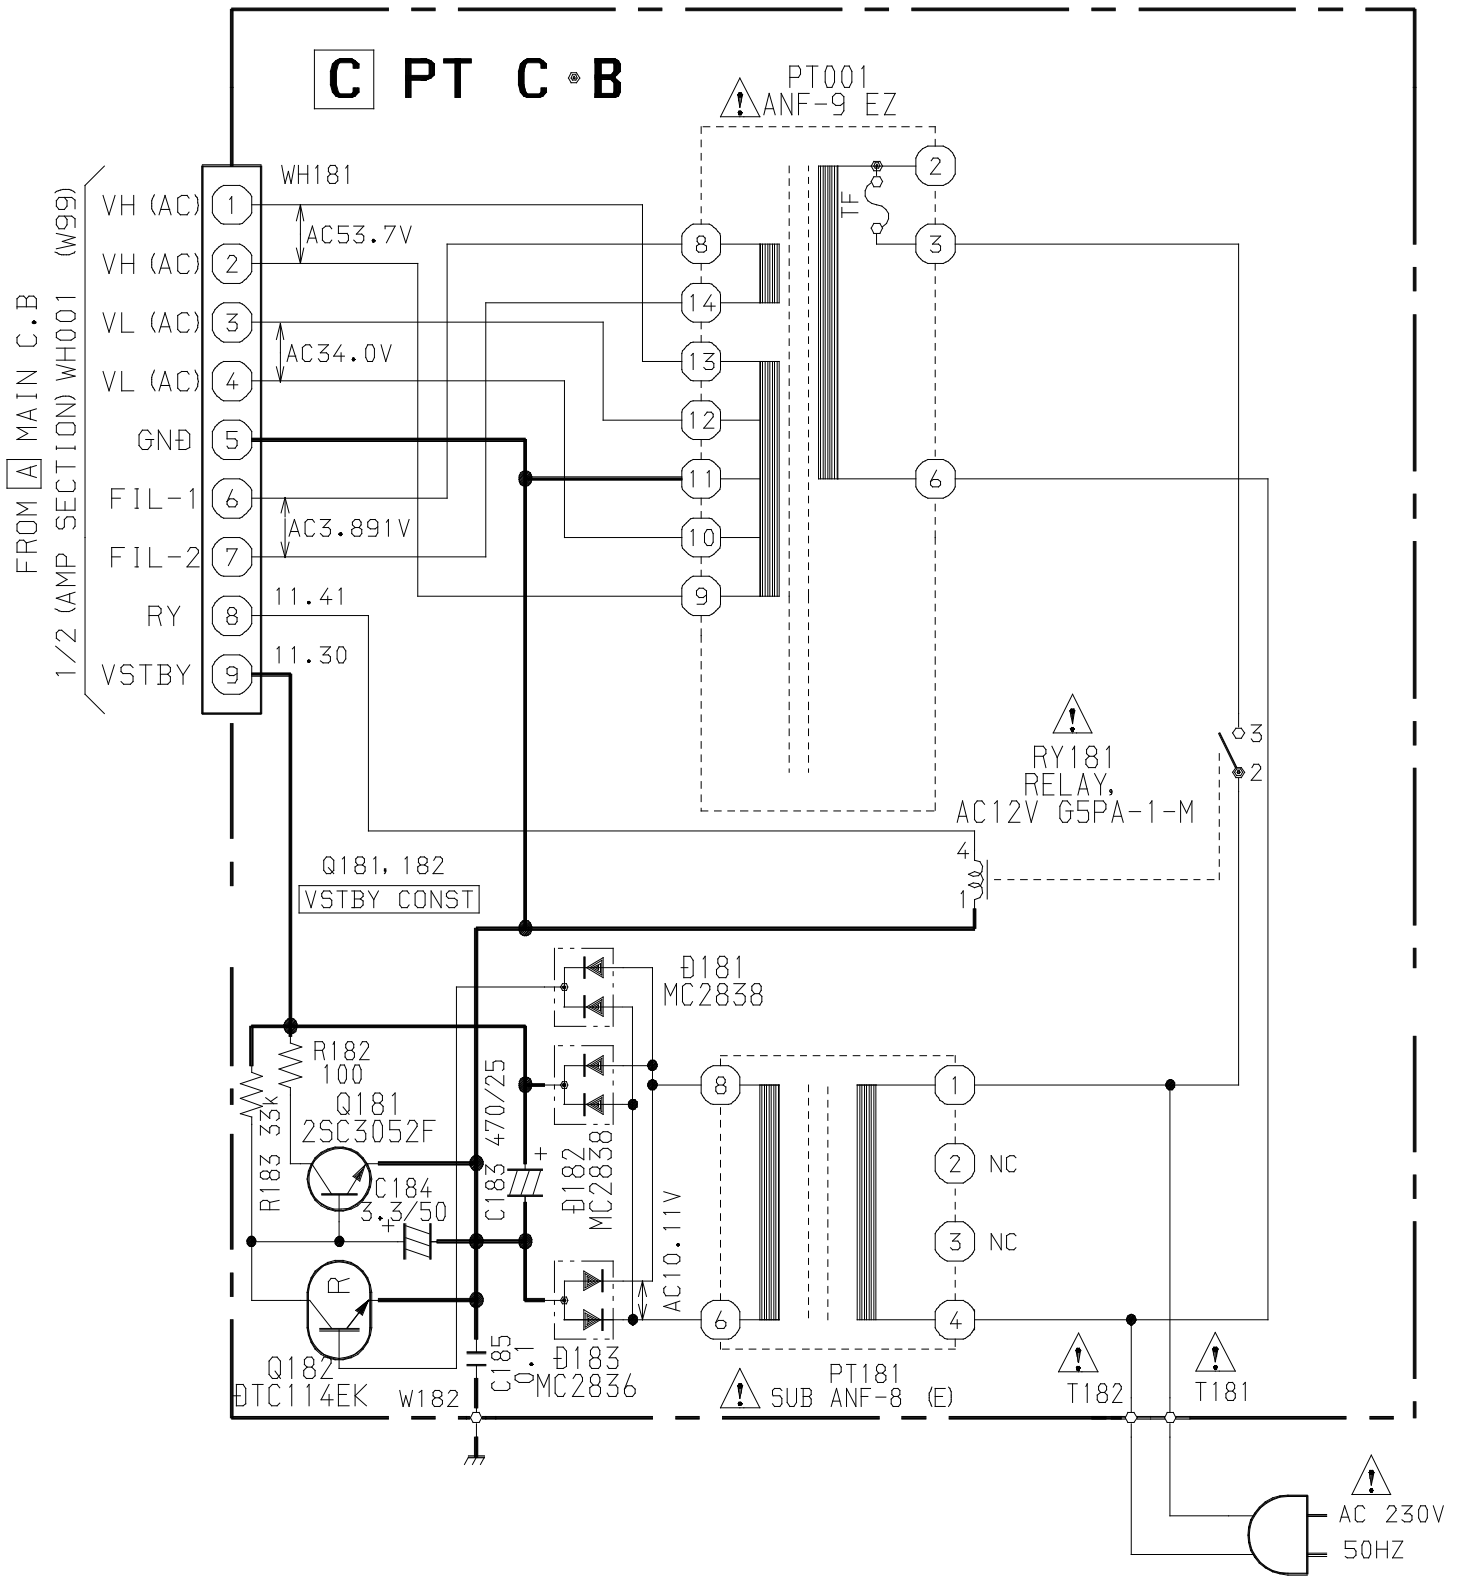 C PT C・B
PT001
ANF-9 EZ
WH181
FROM A MAIN C.B
1/2 (AMP SECTION) WH001 (W99)
VH (AC) 1
AC53.7V
VH (AC) 2
VL (AC) 3
AC34.0V
VL (AC) 4
GND 5
FIL-1 6
AC3.891V
FIL-2 7
RY 8 11.41
VSTBY 9 11.30
8
14
13
12
11
10
9
2
TF
3
6
3
2
RY181
RELAY,
AC12V G5PA-1-M
4
1
Q181, 182
VSTBY CONST
D181
MC2838
R182
100
R183 33k
Q181
2SC3052F
C184
3.3/50
+
C183 470/25
+
D182
MC2838
AC10.11V
8
6
1
2 NC
3 NC
4
R
Q182
DTC114EK
W182
C185
0.1
D183
MC2836
PT181
SUB ANF-8 (E)
T182
T181
AC 230V
50HZ